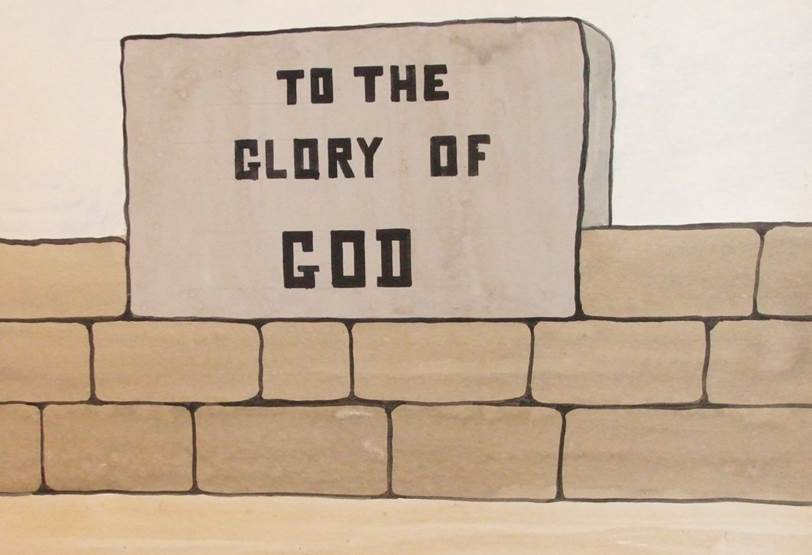 TO THE
GLORY OF
GOD